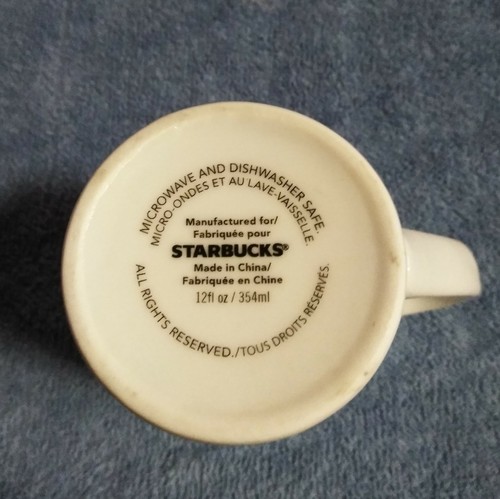 MICROWAVE AND DISHWASHER SAFE.
MICRO-ONDES ET AU LAVE-VAISSELLE.
Manufactured for/
Fabriquée pour
STARBUCKS®
Made in China/
Fabriquée en Chine
12fl oz / 354ml
ALL RIGHTS RESERVED./TOUS DROITS RÉSERVÉS.